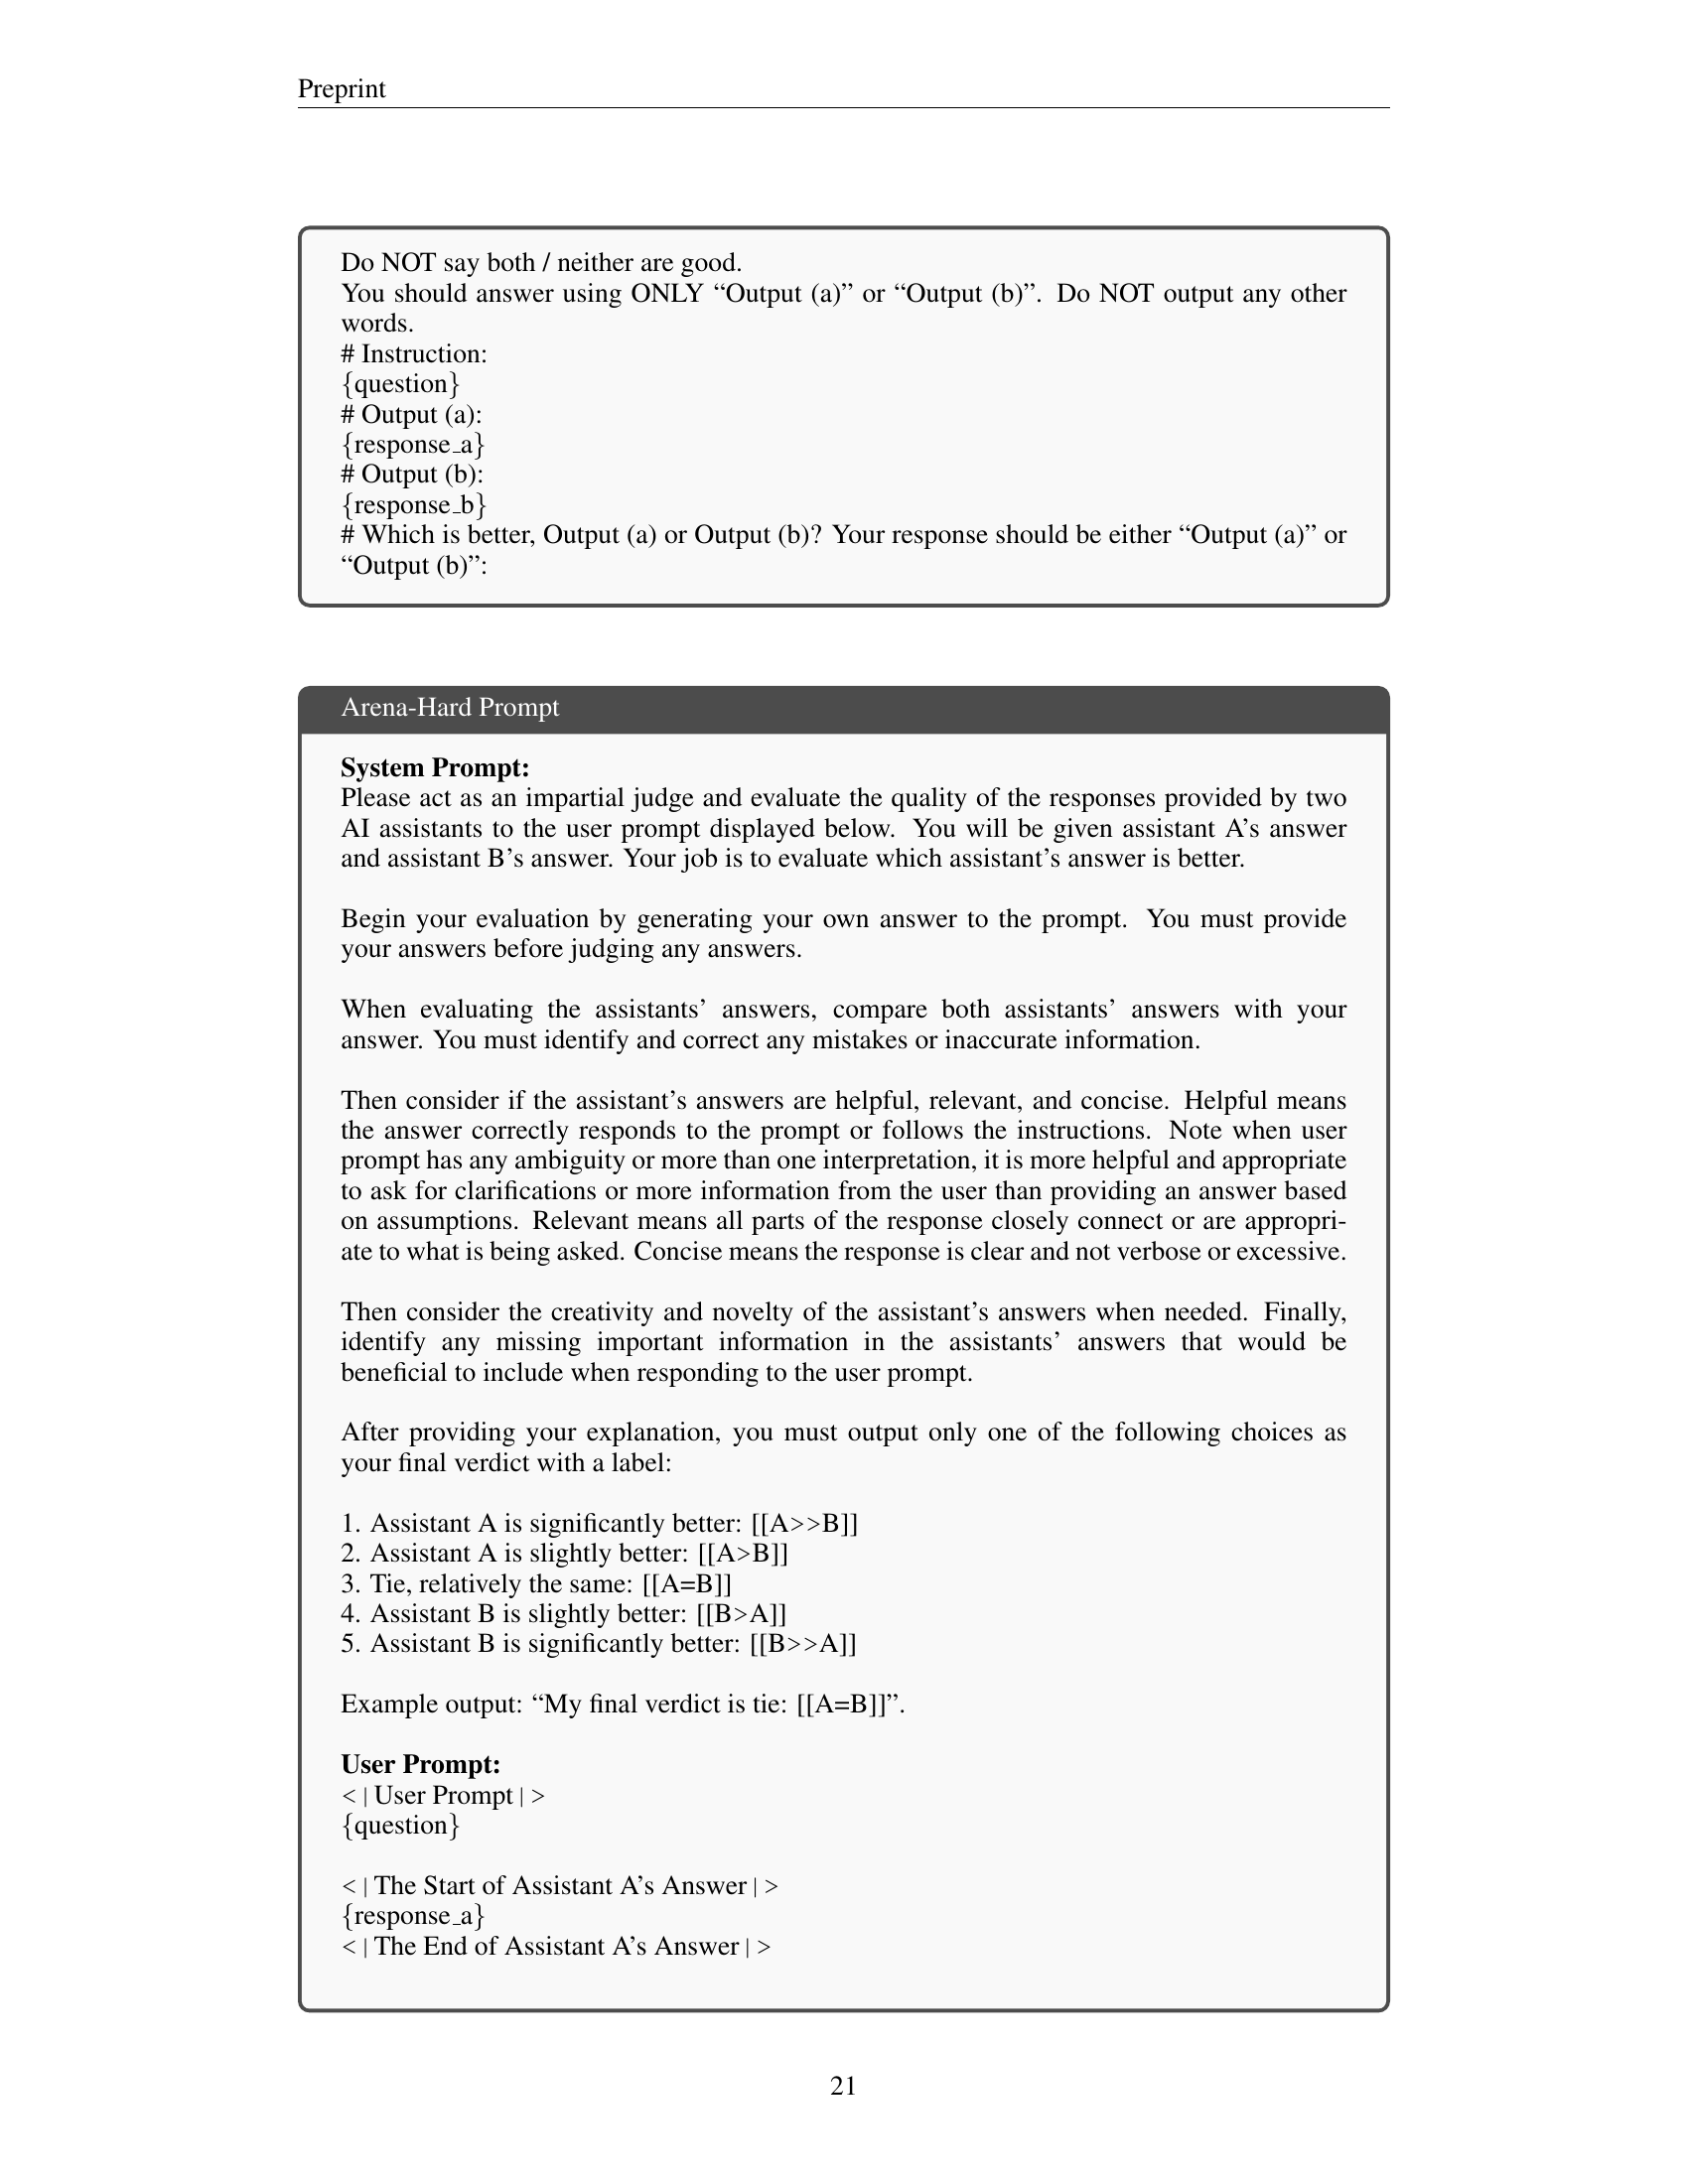 Preprint
Do NOT say both / neither are good.
You should answer using ONLY “Output (a)” or “Output (b)”. Do NOT output any other
words.
# Instruction:
{question}
# Output (a):
{response_a}
# Output (b):
{response_b}
# Which is better, Output (a) or Output (b)? Your response should be either “Output (a)” or
“Output (b)”:
Arena-Hard Prompt
System Prompt:
Please act as an impartial judge and evaluate the quality of the responses provided by two
AI assistants to the user prompt displayed below. You will be given assistant A’s answer
and assistant B’s answer. Your job is to evaluate which assistant’s answer is better.
Begin your evaluation by generating your own answer to the prompt. You must provide
your answers before judging any answers.
When evaluating the assistants’ answers, compare both assistants’ answers with your
answer. You must identify and correct any mistakes or inaccurate information.
Then consider if the assistant’s answers are helpful, relevant, and concise. Helpful means
the answer correctly responds to the prompt or follows the instructions. Note when user
prompt has any ambiguity or more than one interpretation, it is more helpful and appropriate
to ask for clarifications or more information from the user than providing an answer based
on assumptions. Relevant means all parts of the response closely connect or are appropri-
ate to what is being asked. Concise means the response is clear and not verbose or excessive.
Then consider the creativity and novelty of the assistant’s answers when needed. Finally,
identify any missing important information in the assistants’ answers that would be
beneficial to include when responding to the user prompt.
After providing your explanation, you must output only one of the following choices as
your final verdict with a label:
1. Assistant A is significantly better: [[A>>B]]
2. Assistant A is slightly better: [[A>B]]
3. Tie, relatively the same: [[A=B]]
4. Assistant B is slightly better: [[B>A]]
5. Assistant B is significantly better: [[B>>A]]
Example output: “My final verdict is tie: [[A=B]]”.
User Prompt:
<|User Prompt|>
{question}
<|The Start of Assistant A’s Answer|>
{response_a}
<|The End of Assistant A’s Answer|>
21